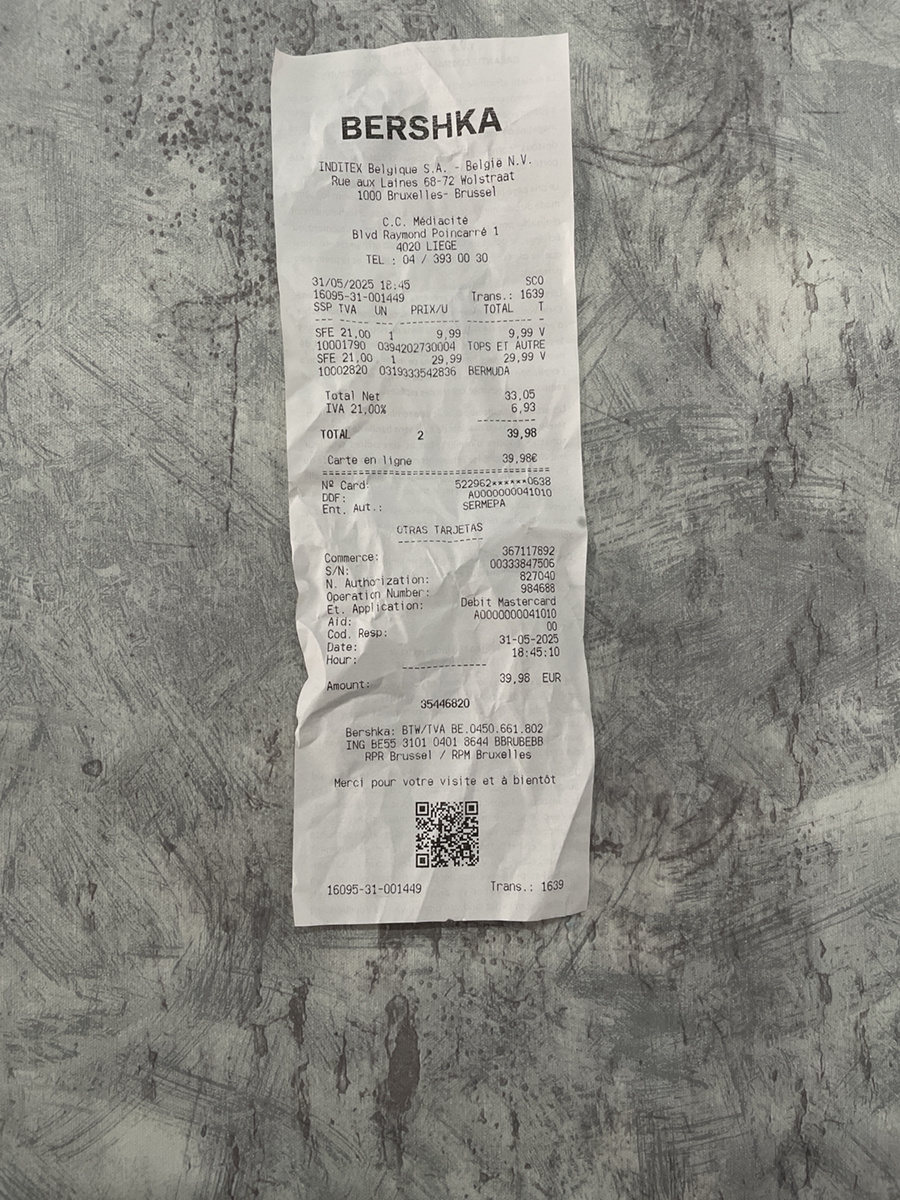 BERSHKA
INDITEX Belgique S.A. - België N.V.
Rue aux Laines 68-72 Wolstraat
1000 Bruxelles- Brussel
C.C. Médiacité
Blvd Raymond Poincarré 1
4020 LIEGE
TEL : 04 / 393 00 30
31/05/2025 18:45 SCO
16095-31-001449 Trans.: 1639
SSP TVA UN PRIX/U TOTAL T
SFE 21,00 1 9,99 9,99 V
10001790 0394202730004 TOPS ET AUTRE
SFE 21,00 1 29,99 29,99 V
10002820 0319333542836 BERMUDA
Total Net 33,05
IVA 21,00% 6,93
TOTAL 2 39,98
Carte en ligne 39,98€
Nº Card: 522962******0638
DDF: A0000000041010
Ent. Aut.: SERMEPA
OTRAS TARJETAS
Commerce: 367117892
S/N: 00333847506
N. Authorization: 827040
Operation Number: 984688
Et. Application: Debit Mastercard
Aid: A0000000041010
Cod. Resp: 00
Date: 31-05-2025
Hour: 18:45:10
Amount: 39,98 EUR
35446820
Bershka: BTW/TVA BE.0450.661.802
ING BE55 3101 0401 8644 BBRUBEBB
RPR Brussel / RPM Bruxelles
Merci pour votre visite et à bientôt
16095-31-001449 Trans.: 1639